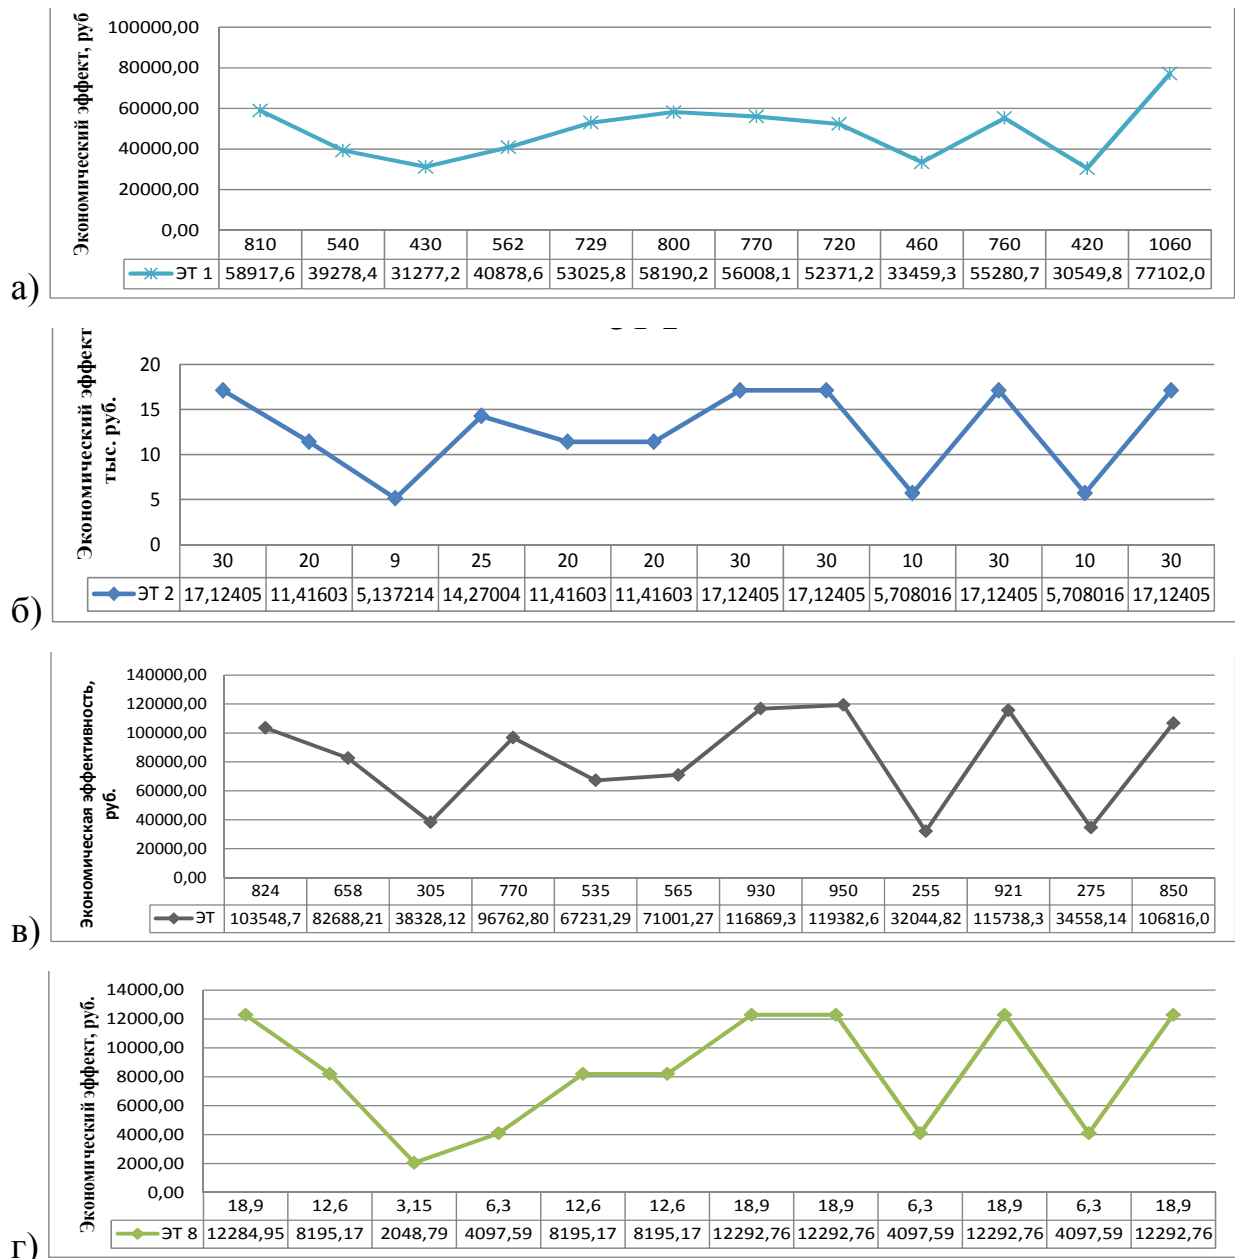 Экономический эффект, руб
100000,00
80000,00
60000,00
40000,00
20000,00
0,00
810 540 430 562 729 800 770 720 460 760 420 1060
ЭТ 1 58917,6 39278,4 31277,2 40878,6 53025,8 58190,2 56008,1 52371,2 33459,3 55280,7 30549,8 77102,0
а)
Экономический эффект
тыс. руб.
20
15
10
5
0
30 20 9 25 20 20 30 30 10 30 10 30
ЭТ 2 17,12405 11,41603 5,137214 14,27004 11,41603 11,41603 17,12405 17,12405 5,708016 17,12405 5,708016 17,12405
б)
Экономическая эффективность,
руб.
140000,00
120000,00
100000,00
80000,00
60000,00
40000,00
20000,00
0,00
824 658 305 770 535 565 930 950 255 921 275 850
ЭТ 103548,7 82688,21 38328,12 96762,80 67231,29 71001,27 116869,3 119382,6 32044,82 115738,3 34558,14 106816,0
в)
Экономический эффект, руб.
14000,00
12000,00
10000,00
8000,00
6000,00
4000,00
2000,00
0,00
18,9 12,6 3,15 6,3 12,6 12,6 18,9 18,9 6,3 18,9 6,3 18,9
ЭТ 8 12284,95 8195,17 2048,79 4097,59 8195,17 8195,17 12292,76 12292,76 4097,59 12292,76 4097,59 12292,76
г)